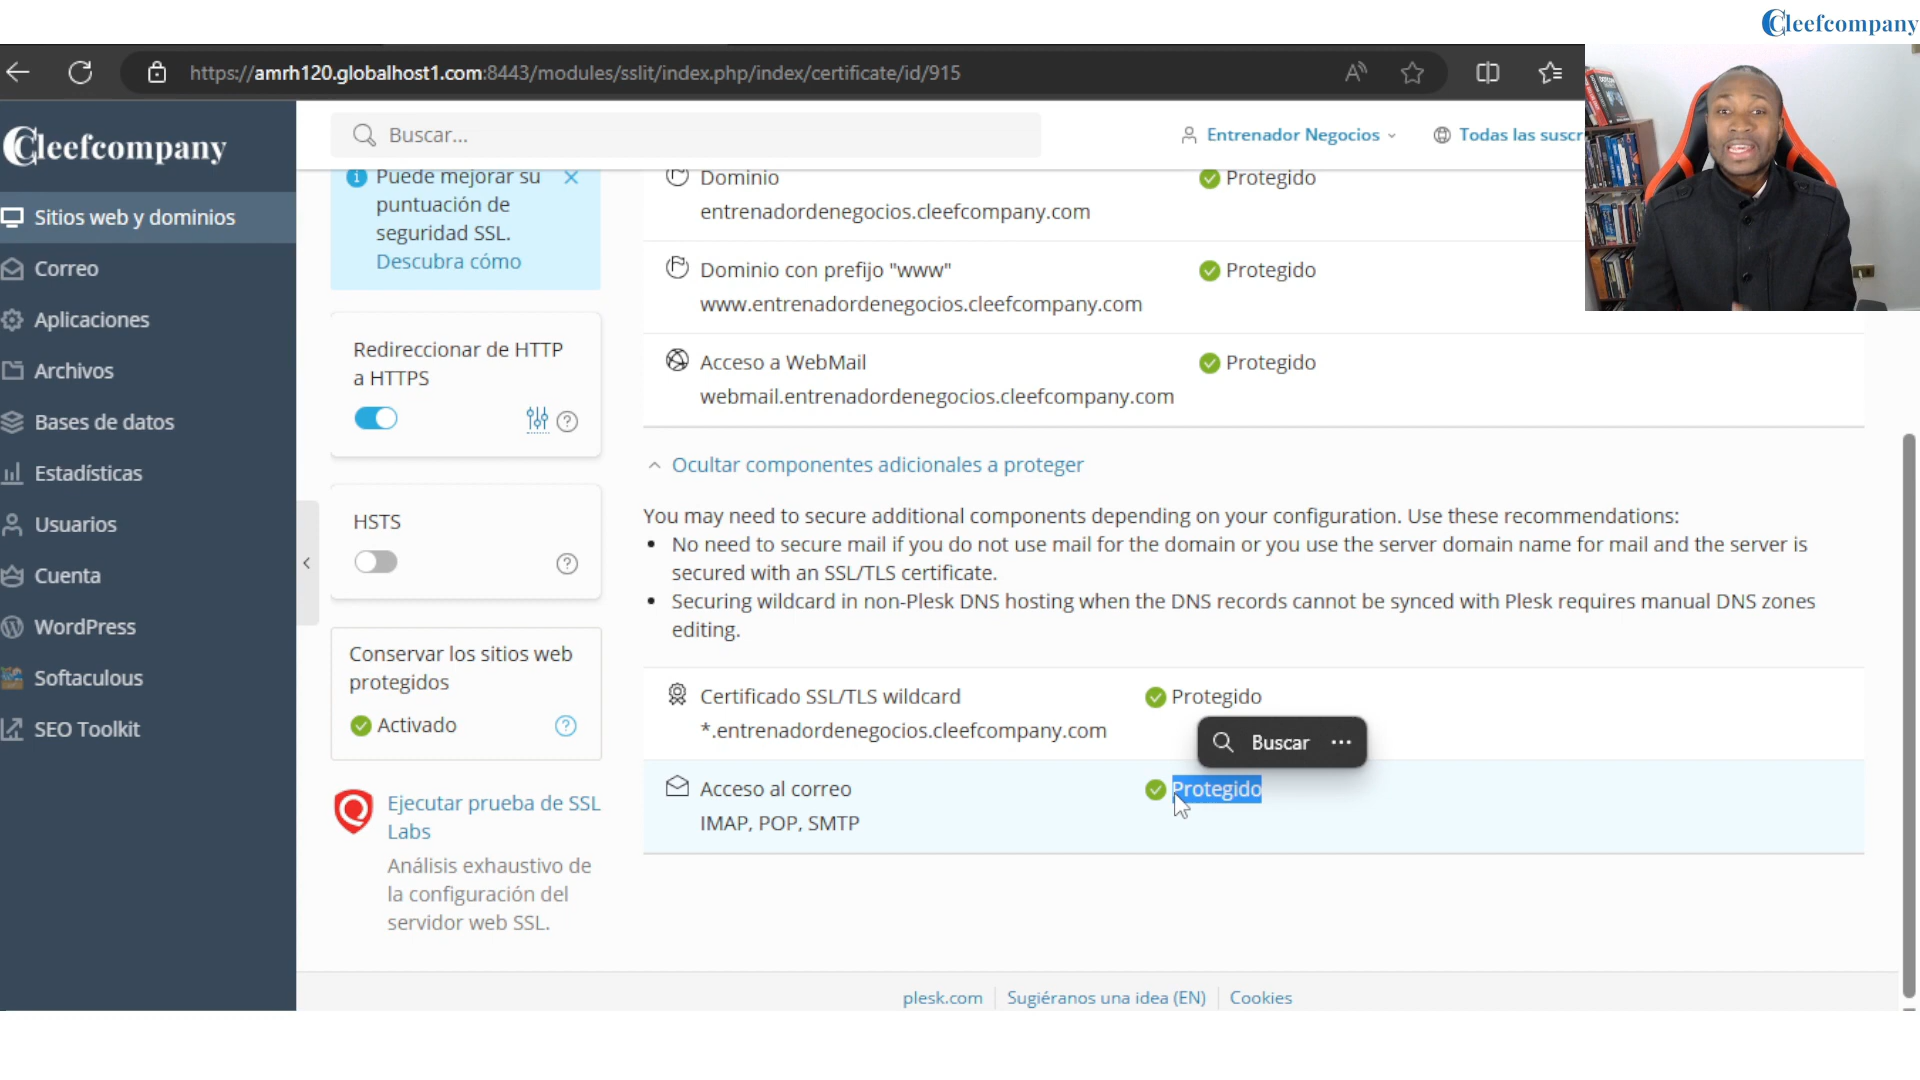 Cleefcompany
https://amrh120.globalhost1.com:8443/modules/sslit/index.php/index/certificate/id/915
Cleefcompany
Buscar...
Entrenador Negocios
Todas las suscr
Sitios web y dominios
Correo
Aplicaciones
Archivos
Bases de datos
Estadísticas
Usuarios
Cuenta
WordPress
Softaculous
SEO Toolkit
Puede mejorar su
puntuación de
seguridad SSL.
Descubra cómo
Redireccionar de HTTP
a HTTPS
HSTS
Conservar los sitios web
protegidos
Activado
Ejecutar prueba de SSL
Labs
Análisis exhaustivo de
la configuración del
servidor web SSL.
Dominio Protegido
entrenadordenegocios.cleefcompany.com
Dominio con prefijo "www" Protegido
www.entrenadordenegocios.cleefcompany.com
Acceso a WebMail Protegido
webmail.entrenadordenegocios.cleefcompany.com
Ocultar componentes adicionales a proteger
You may need to secure additional components depending on your configuration. Use these recommendations:
• No need to secure mail if you do not use mail for the domain or you use the server domain name for mail and the server is
secured with an SSL/TLS certificate.
• Securing wildcard in non-Plesk DNS hosting when the DNS records cannot be synced with Plesk requires manual DNS zones
editing.
Certificado SSL/TLS wildcard Protegido
*.entrenadordenegocios.cleefcompany.com
Buscar ...
Acceso al correo Protegido
IMAP, POP, SMTP
plesk.com
Sugiéranos una idea (EN)
Cookies